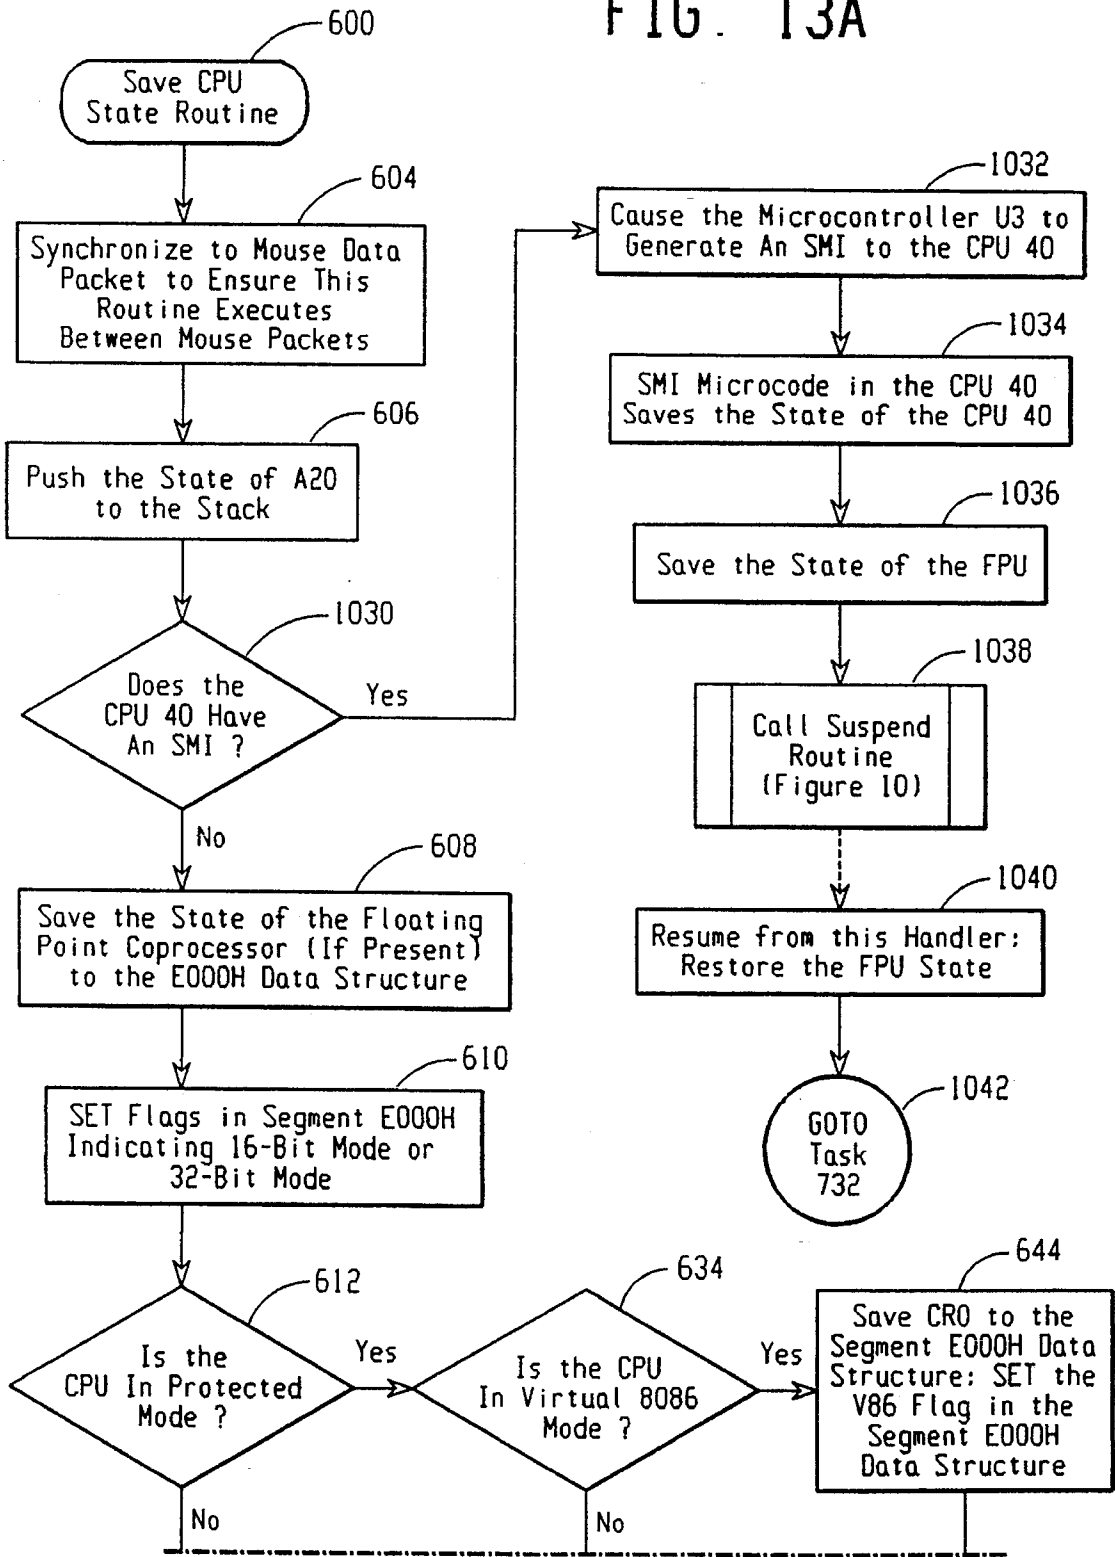 FIG. 13A
600
Save CPU
State Routine
604
Synchronize to Mouse Data
Packet to Ensure This
Routine Executes
Between Mouse Packets
606
Push the State of A20
to the Stack
1030
Does the
CPU 40 Have
An SMI ?
Yes
No
1032
Cause the Microcontroller U3 to
Generate An SMI to the CPU 40
1034
SMI Microcode in the CPU 40
Saves the State of the CPU 40
1036
Save the State of the FPU
1038
Call Suspend
Routine
(Figure 10)
1040
Resume from this Handler:
Restore the FPU State
1042
GOTO
Task
732
608
Save the State of the Floating
Point Coprocessor (If Present)
to the E000H Data Structure
610
SET Flags in Segment E000H
Indicating 16-Bit Mode or
32-Bit Mode
612
Is the
CPU In Protected
Mode ?
Yes
No
634
Is the CPU
In Virtual 8086
Mode ?
Yes
No
644
Save CR0 to the
Segment E000H Data
Structure: SET the
V86 Flag in the
Segment E000H
Data Structure